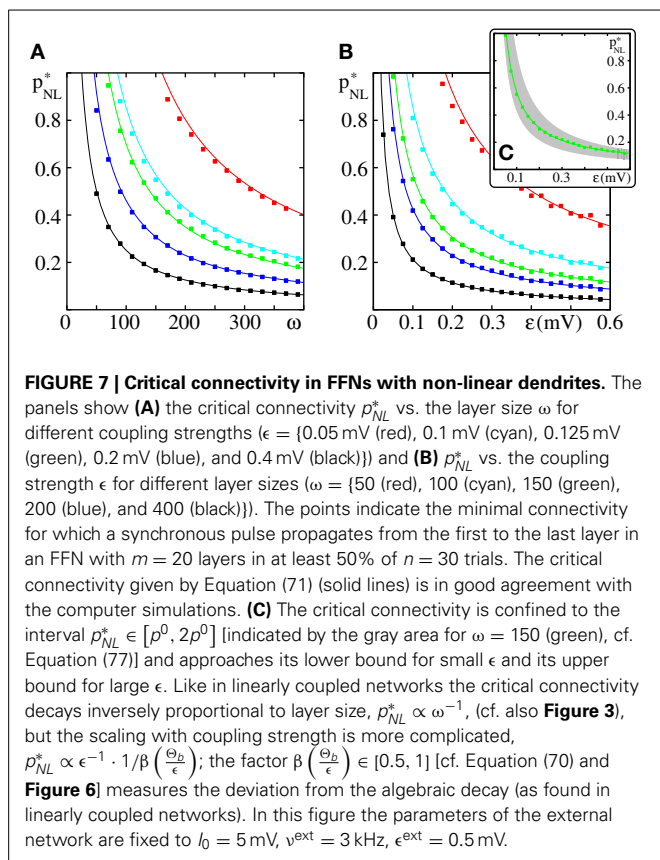 A
B
C
p*NL
0.8
0.6
0.4
0.2
0
100
200
300
ω
p*NL
0.8
0.6
0.4
0.2
0
0.1
0.2
0.3
ε(mV)
0.6
p*NL
0.8
0.6
0.4
0.2
0.1
0.3
ε(mV)
FIGURE 7 | Critical connectivity in FFNs with non-linear dendrites. The
panels show (A) the critical connectivity p*NL vs. the layer size ω for
different coupling strengths (ϵ = {0.05 mV (red), 0.1 mV (cyan), 0.125 mV
(green), 0.2 mV (blue), and 0.4 mV (black)}) and (B) p*NL vs. the coupling
strength ϵ for different layer sizes (ω = {50 (red), 100 (cyan), 150 (green),
200 (blue), and 400 (black)}). The points indicate the minimal connectivity
for which a synchronous pulse propagates from the first to the last layer in
an FFN with m = 20 layers in at least 50% of n = 30 trials. The critical
connectivity given by Equation (71) (solid lines) is in good agreement with
the computer simulations. (C) The critical connectivity is confined to the
interval p*NL ∈ [p⁰, 2p⁰] [indicated by the gray area for ω = 150 (green), cf.
Equation (77)] and approaches its lower bound for small ϵ and its upper
bound for large ϵ. Like in linearly coupled networks the critical connectivity
decays inversely proportional to layer size, p*NL ∝ ω⁻¹, (cf. also Figure 3),
but the scaling with coupling strength is more complicated,
p*NL ∝ ϵ⁻¹ · 1/β (Θb/ϵ); the factor β (Θb/ϵ) ∈ [0.5, 1] [cf. Equation (70) and
Figure 6] measures the deviation from the algebraic decay (as found in
linearly coupled networks). In this figure the parameters of the external
network are fixed to I₀ = 5 mV, νᵉˣᵗ = 3 kHz, ϵᵉˣᵗ = 0.5 mV.